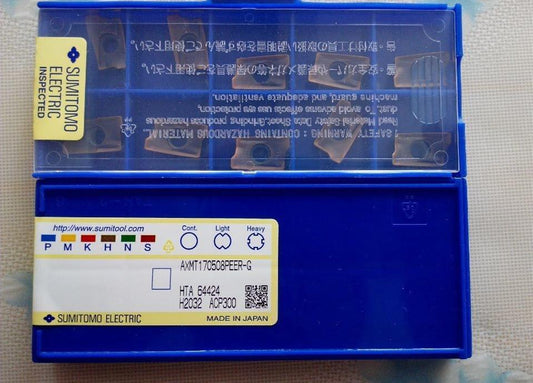 SUMITOMO
ELECTRIC
INSPECTED
! SAFETY WARNING : CONTAINS HAZARDOUS MATERIAL.
Read Material Safety Data Sheet, Grinding produces hazardous
dust. To avoid adverse effects use eye protection,
machine guard, and adequate ventilation.
http://www.sumitool.com
Cont. Light Heavy
P M K H N S
AXMT170508PEER-G
HTA 64424
H2032 ACP300
SUMITOMO ELECTRIC
MADE IN JAPAN